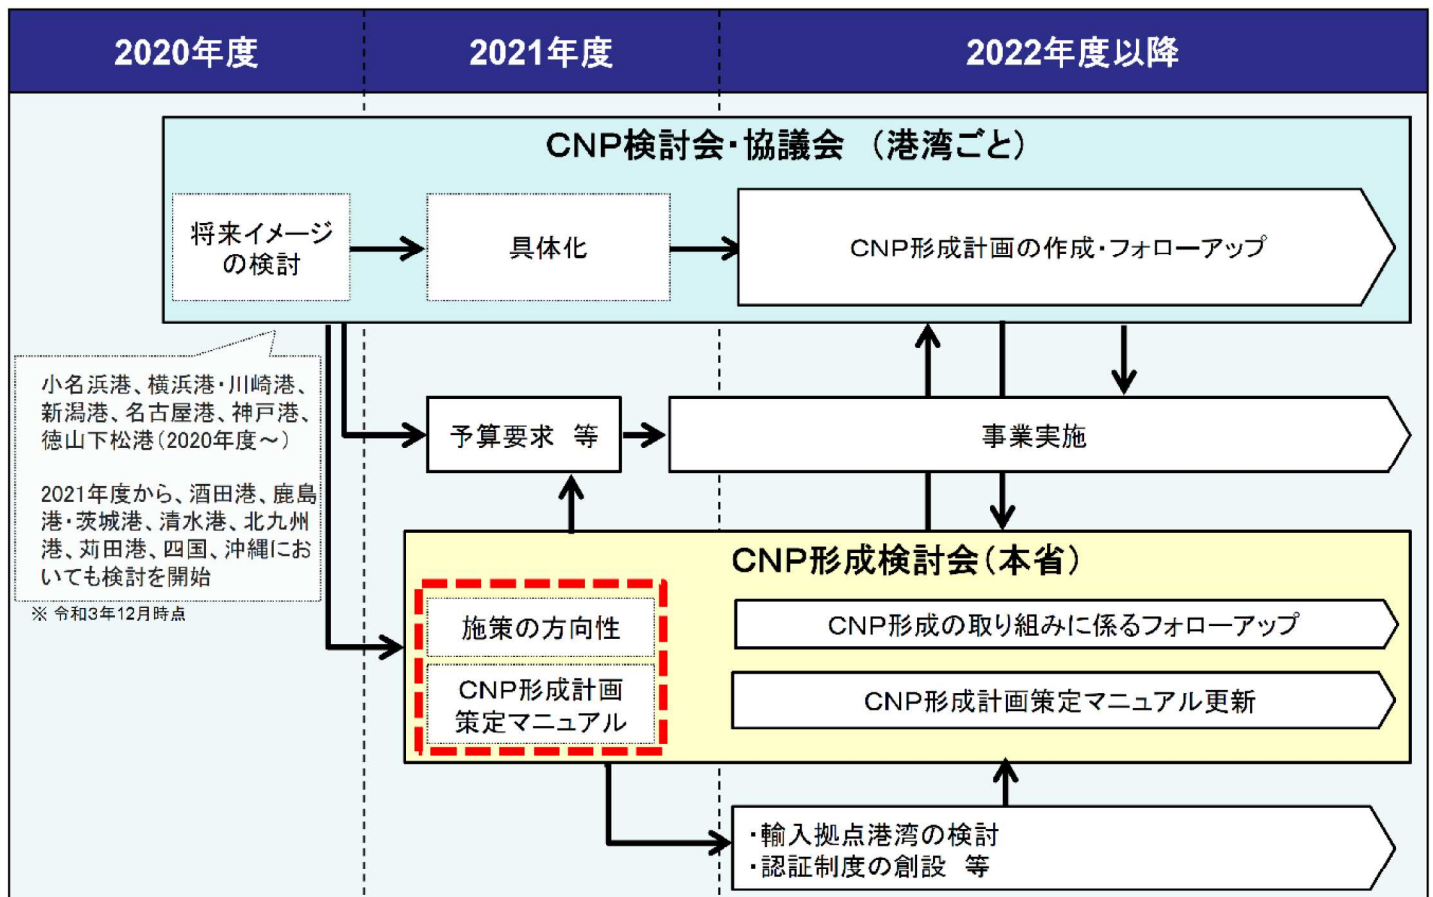 2020年度
2021年度
2022年度以降
CNP検討会・協議会 （港湾ごと）
将来イメージ
の検討
具体化
CNP形成計画の作成・フォローアップ
小名浜港、横浜港・川崎港、
新潟港、名古屋港、神戸港、
徳山下松港（2020年度～）
2021年度から、酒田港、鹿島
港・茨城港、清水港、北九州
港、苅田港、四国、沖縄にお
いても検討を開始
※ 令和3年12月時点
予算要求 等
事業実施
CNP形成検討会（本省）
施策の方向性
CNP形成計画
策定マニュアル
CNP形成の取り組みに係るフォローアップ
CNP形成計画策定マニュアル更新
・輸入拠点港湾の検討
・認証制度の創設 等